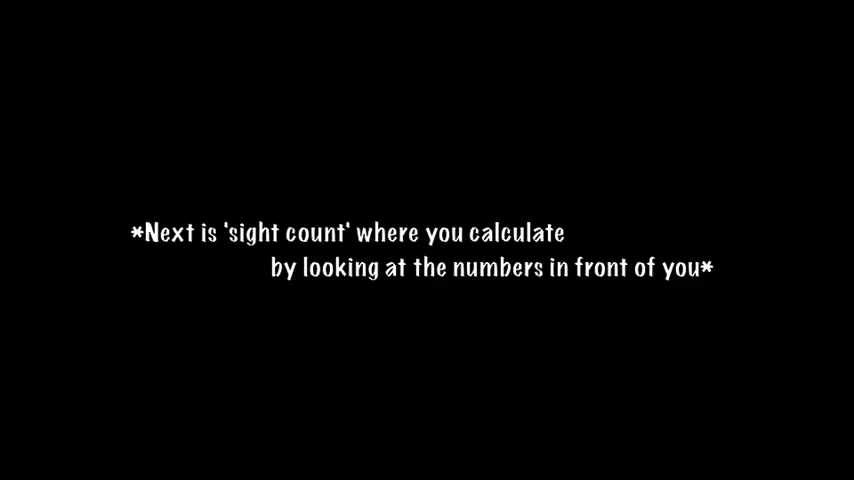 *Next is 'sight count' where you calculate
by looking at the numbers in front of you*